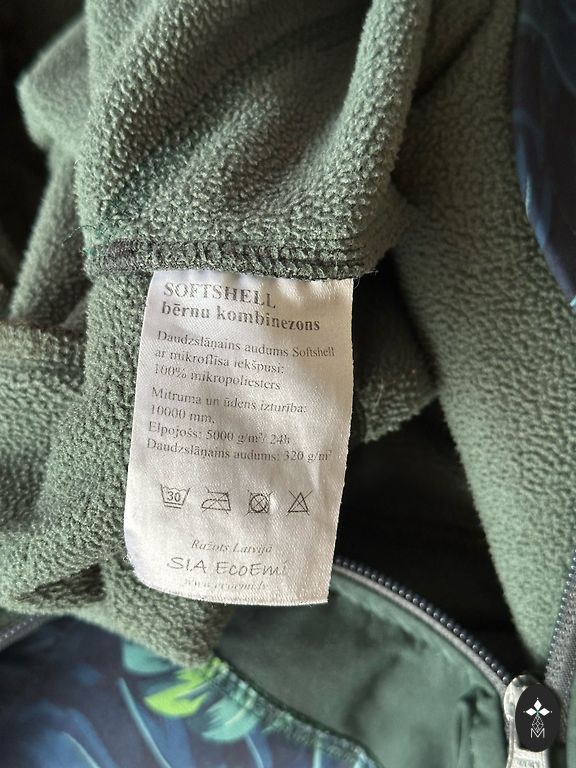 SOFTSHELL
bērnu kombinezons
Daudzslāņains audums Softshell
ar mikroflīsa iekšpusi:
100% mikropoliesters
Mitruma un ūdens izturība:
10000 mm,
Elpojošs: 5000 g/m²/ 24h
Daudzslāņains audums: 320 g/m²
30
Ražots Latvijā
SIA EcoEmi